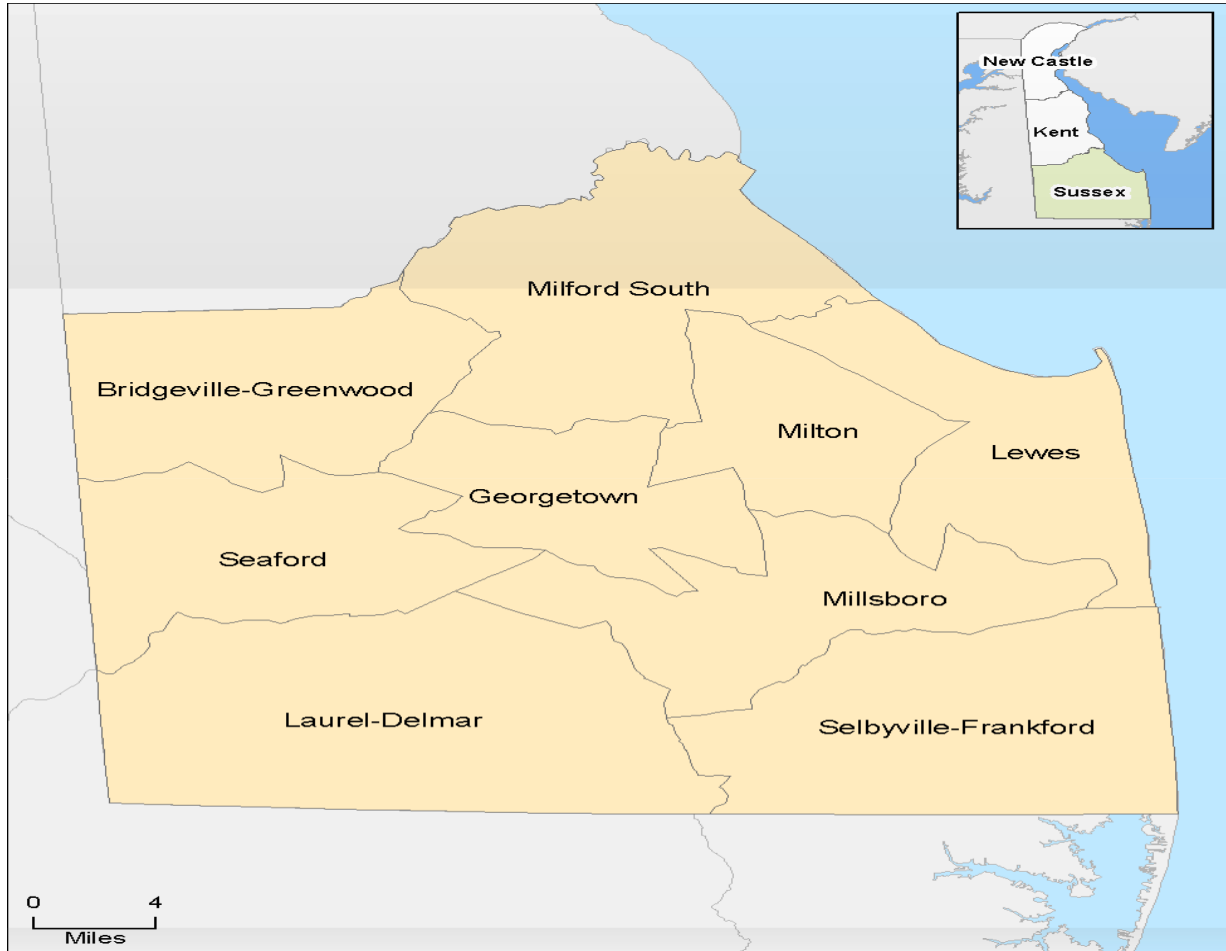 New Castle
Kent
Sussex
Milford South
Bridgeville-Greenwood
Milton
Lewes
Georgetown
Seaford
Millsboro
Laurel-Delmar
Selbyville-Frankford
0 4
Miles